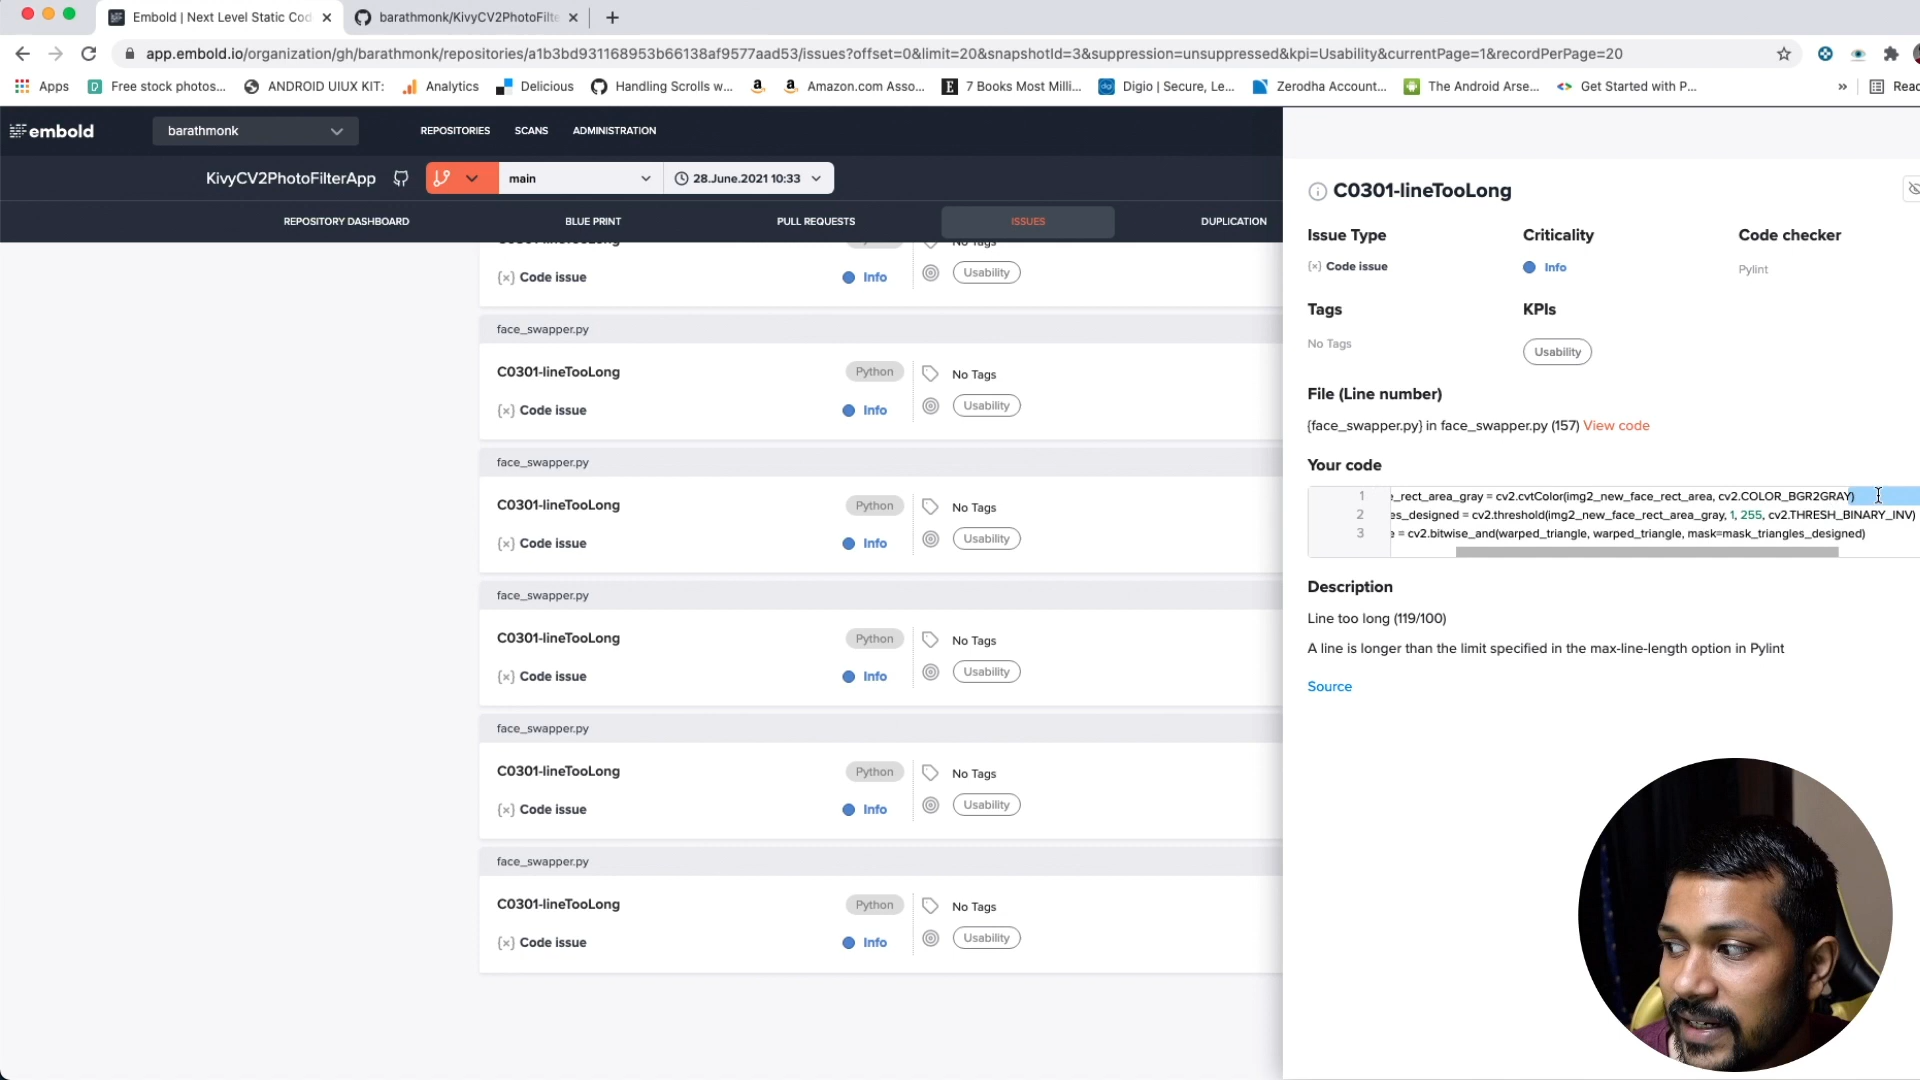 Embold | Next Level Static Cod
barathmonk/KivyCV2PhotoFilte
app.embold.io/organization/gh/barathmonk/repositories/a1b3bd931168953b66138af9577aad53/issues?offset=0&limit=20&snapshotId=3&suppression=unsuppressed&kpi=Usability&currentPage=1&recordPerPage=20
Apps Free stock photos... ANDROID UIUX KIT: Analytics Delicious Handling Scrolls w... Amazon.com Asso... 7 Books Most Milli... Digio | Secure, Le... Zerodha Account... The Android Arse... Get Started with P... » Read
embold barathmonk REPOSITORIES SCANS ADMINISTRATION
KivyCV2PhotoFilterApp main 28.June.2021 10:33
REPOSITORY DASHBOARD BLUE PRINT PULL REQUESTS ISSUES DUPLICATION
C0301-lineTooLong No Tags
{x} Code issue Info Usability
face_swapper.py
C0301-lineTooLong Python No Tags
{x} Code issue Info Usability
face_swapper.py
C0301-lineTooLong Python No Tags
{x} Code issue Info Usability
face_swapper.py
C0301-lineTooLong Python No Tags
{x} Code issue Info Usability
face_swapper.py
C0301-lineTooLong Python No Tags
{x} Code issue Info Usability
face_swapper.py
C0301-lineTooLong Python No Tags
{x} Code issue Info Usability
C0301-lineTooLong
Issue Type Criticality Code checker
{x} Code issue Info Pylint
Tags KPIs
No Tags Usability
File (Line number)
{face_swapper.py} in face_swapper.py (157) View code
Your code
1 e_rect_area_gray = cv2.cvtColor(img2_new_face_rect_area, cv2.COLOR_BGR2GRAY)
2 es_designed = cv2.threshold(img2_new_face_rect_area_gray, 1, 255, cv2.THRESH_BINARY_INV)
3 e = cv2.bitwise_and(warped_triangle, warped_triangle, mask=mask_triangles_designed)
Description
Line too long (119/100)
A line is longer than the limit specified in the max-line-length option in Pylint
Source